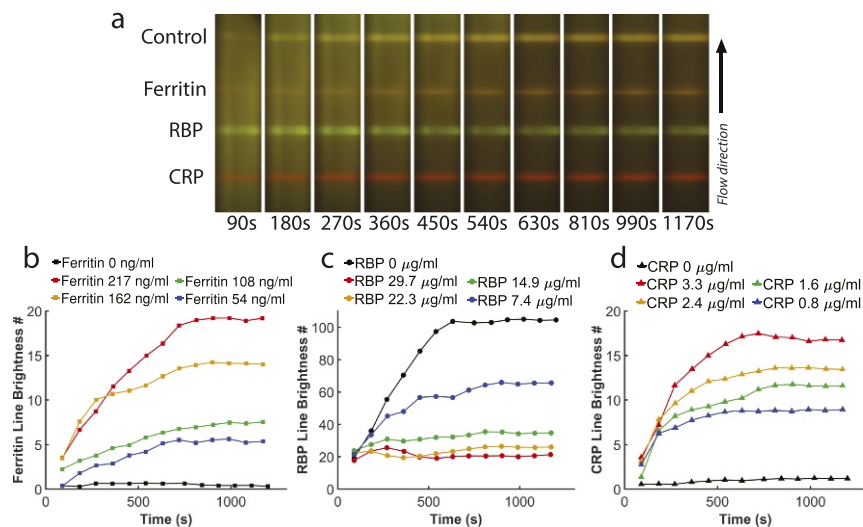 a
Control
Ferritin
RBP
CRP
Flow direction
90s 180s 270s 360s 450s 540s 630s 810s 990s 1170s
b
Ferritin 0 ng/ml
Ferritin 217 ng/ml
Ferritin 108 ng/ml
Ferritin 162 ng/ml
Ferritin 54 ng/ml
Ferritin Line Brightness #
20
15
10
5
0
0 500 1000
Time (s)
c
RBP 0 μg/ml
RBP 29.7 μg/ml
RBP 14.9 μg/ml
RBP 22.3 μg/ml
RBP 7.4 μg/ml
RBP Line Brightness #
100
80
60
40
20
0
0 500 1000
Time (s)
d
CRP 0 μg/ml
CRP 3.3 μg/ml
CRP 1.6 μg/ml
CRP 2.4 μg/ml
CRP 0.8 μg/ml
CRP Line Brightness #
20
15
10
5
0
0 500 1000
Time (s)